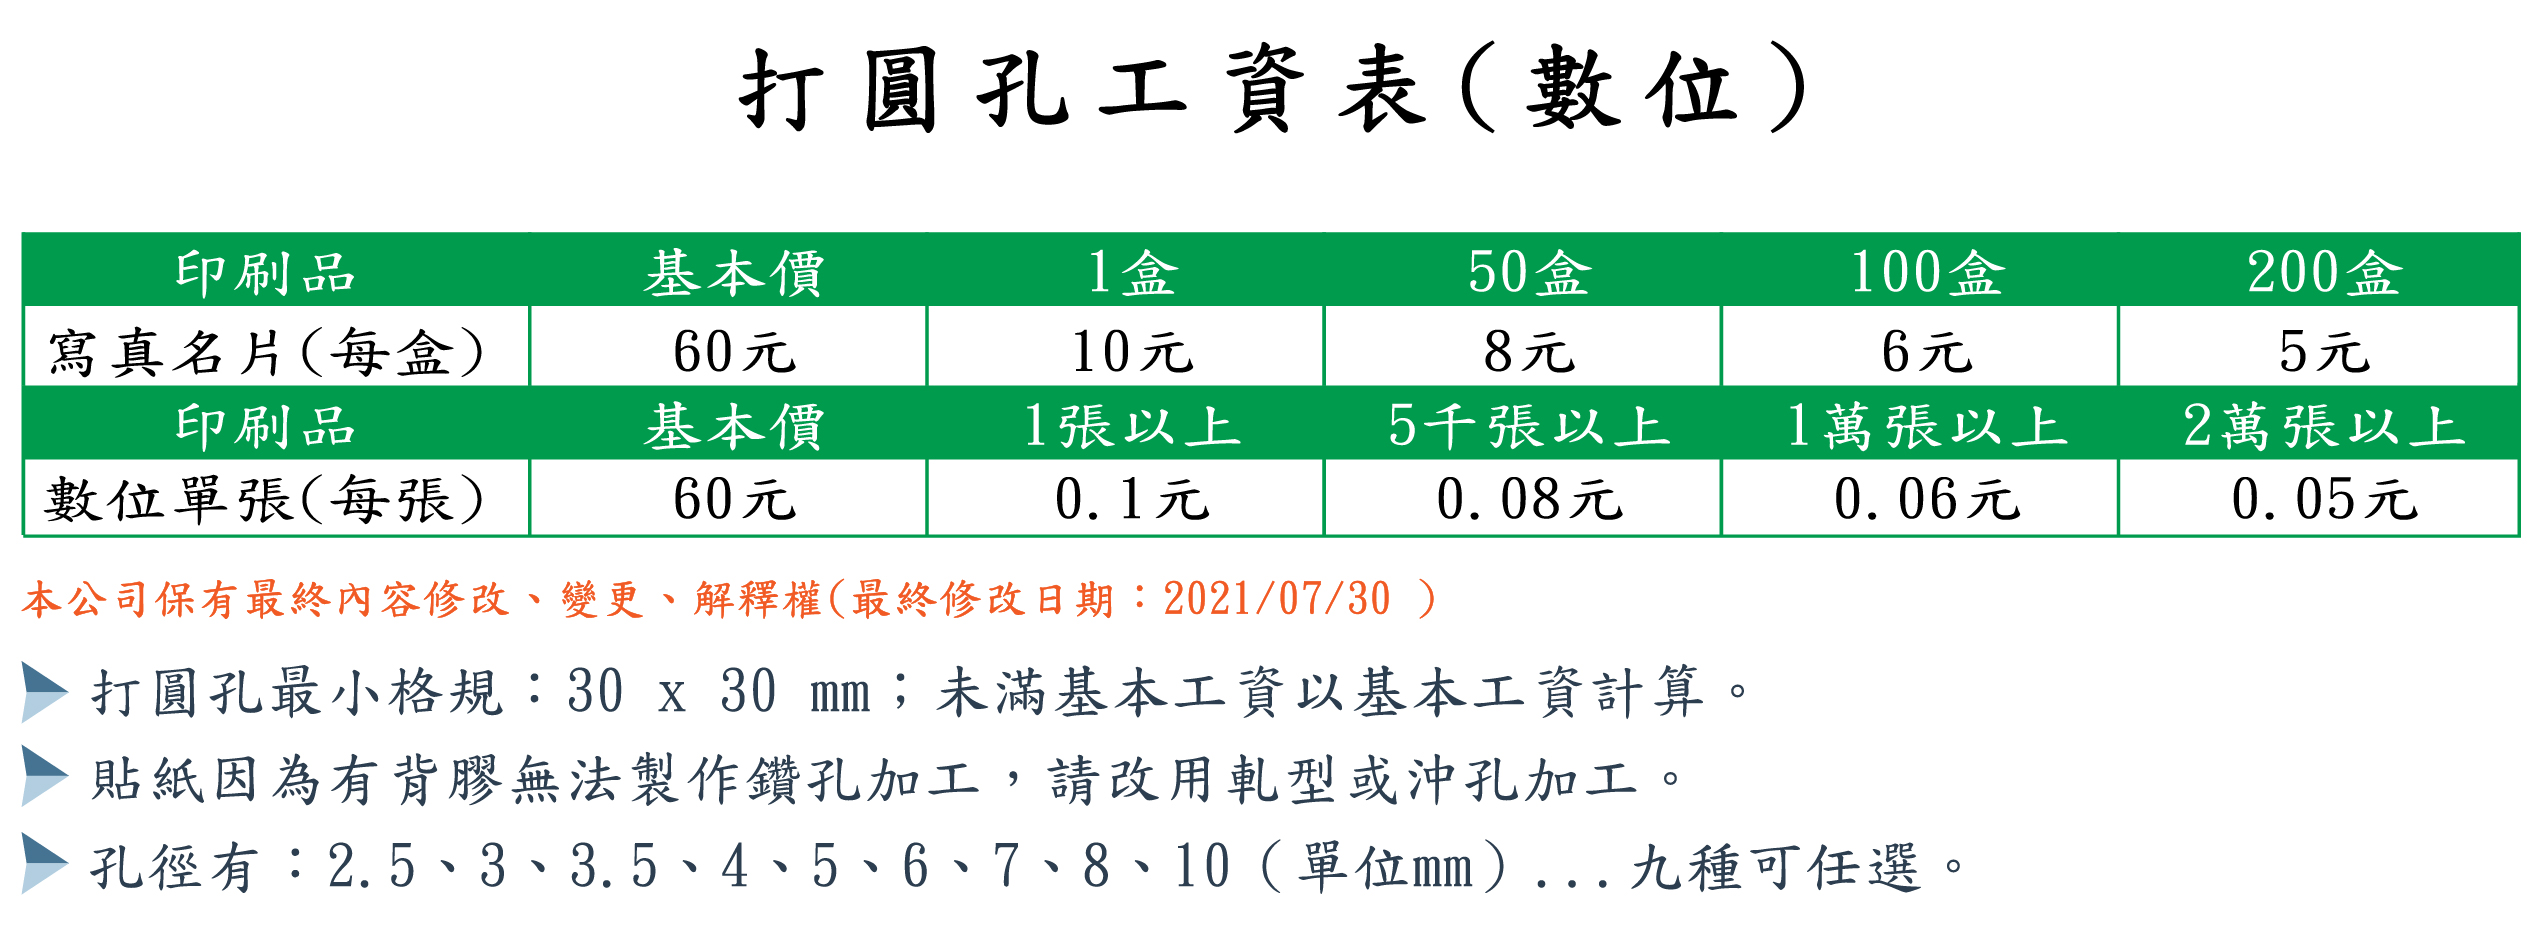 打圓孔工資表(數位)
印刷品 基本價 1盒 50盒 100盒 200盒
寫真名片(每盒) 60元 10元 8元 6元 5元
印刷品 基本價 1張以上 5千張以上 1萬張以上 2萬張以上
數位單張(每張) 60元 0.1元 0.08元 0.06元 0.05元
本公司保有最終內容修改、變更、解釋權(最終修改日期：2021/07/30 )
打圓孔最小格規：30 x 30 mm；未滿基本工資以基本工資計算。
貼紙因為有背膠無法製作鑽孔加工，請改用軋型或沖孔加工。
孔徑有：2.5、3、3.5、4、5、6、7、8、10（單位mm）...九種可任選。